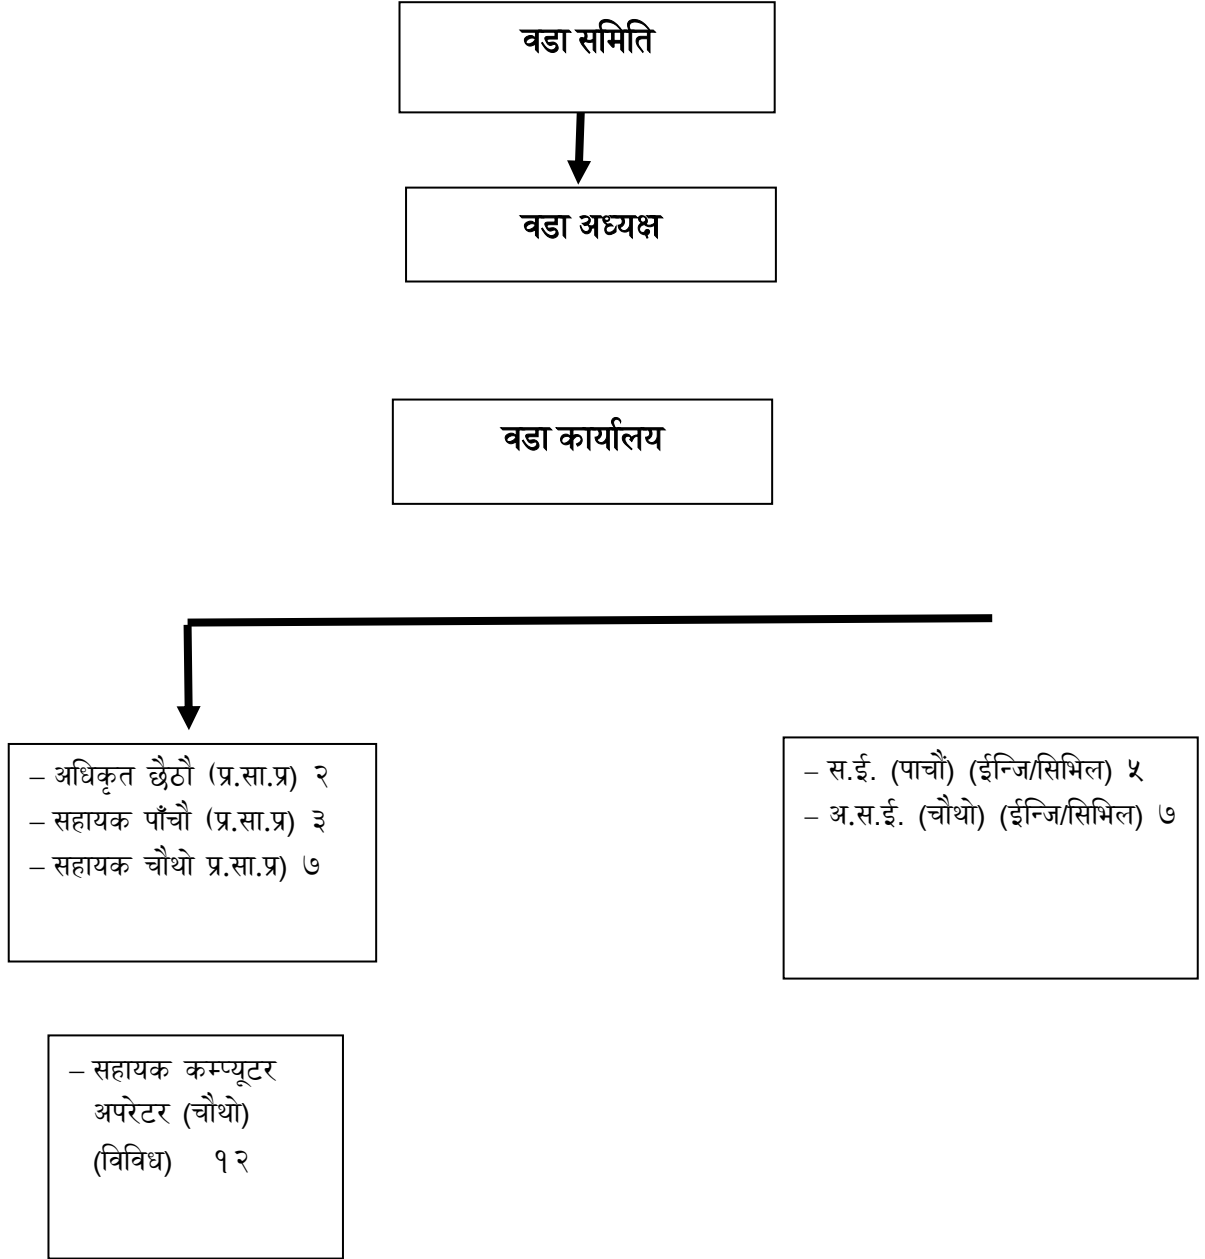 वडा समिति
वडा अध्यक्ष
वडा कार्यालय
– अधिकृत छैठौ (प्र.सा.प्र) २
– सहायक पाँचौ (प्र.सा.प्र) ३
– सहायक चौथो प्र.सा.प्र) ७
– स.ई. (पाचौं) (ईन्जि/सिभिल) ५
– अ.स.ई. (चौथो) (ईन्जि/सिभिल) ७
– सहायक कम्प्यूटर
अपरेटर (चौथो)
(विविध) १२